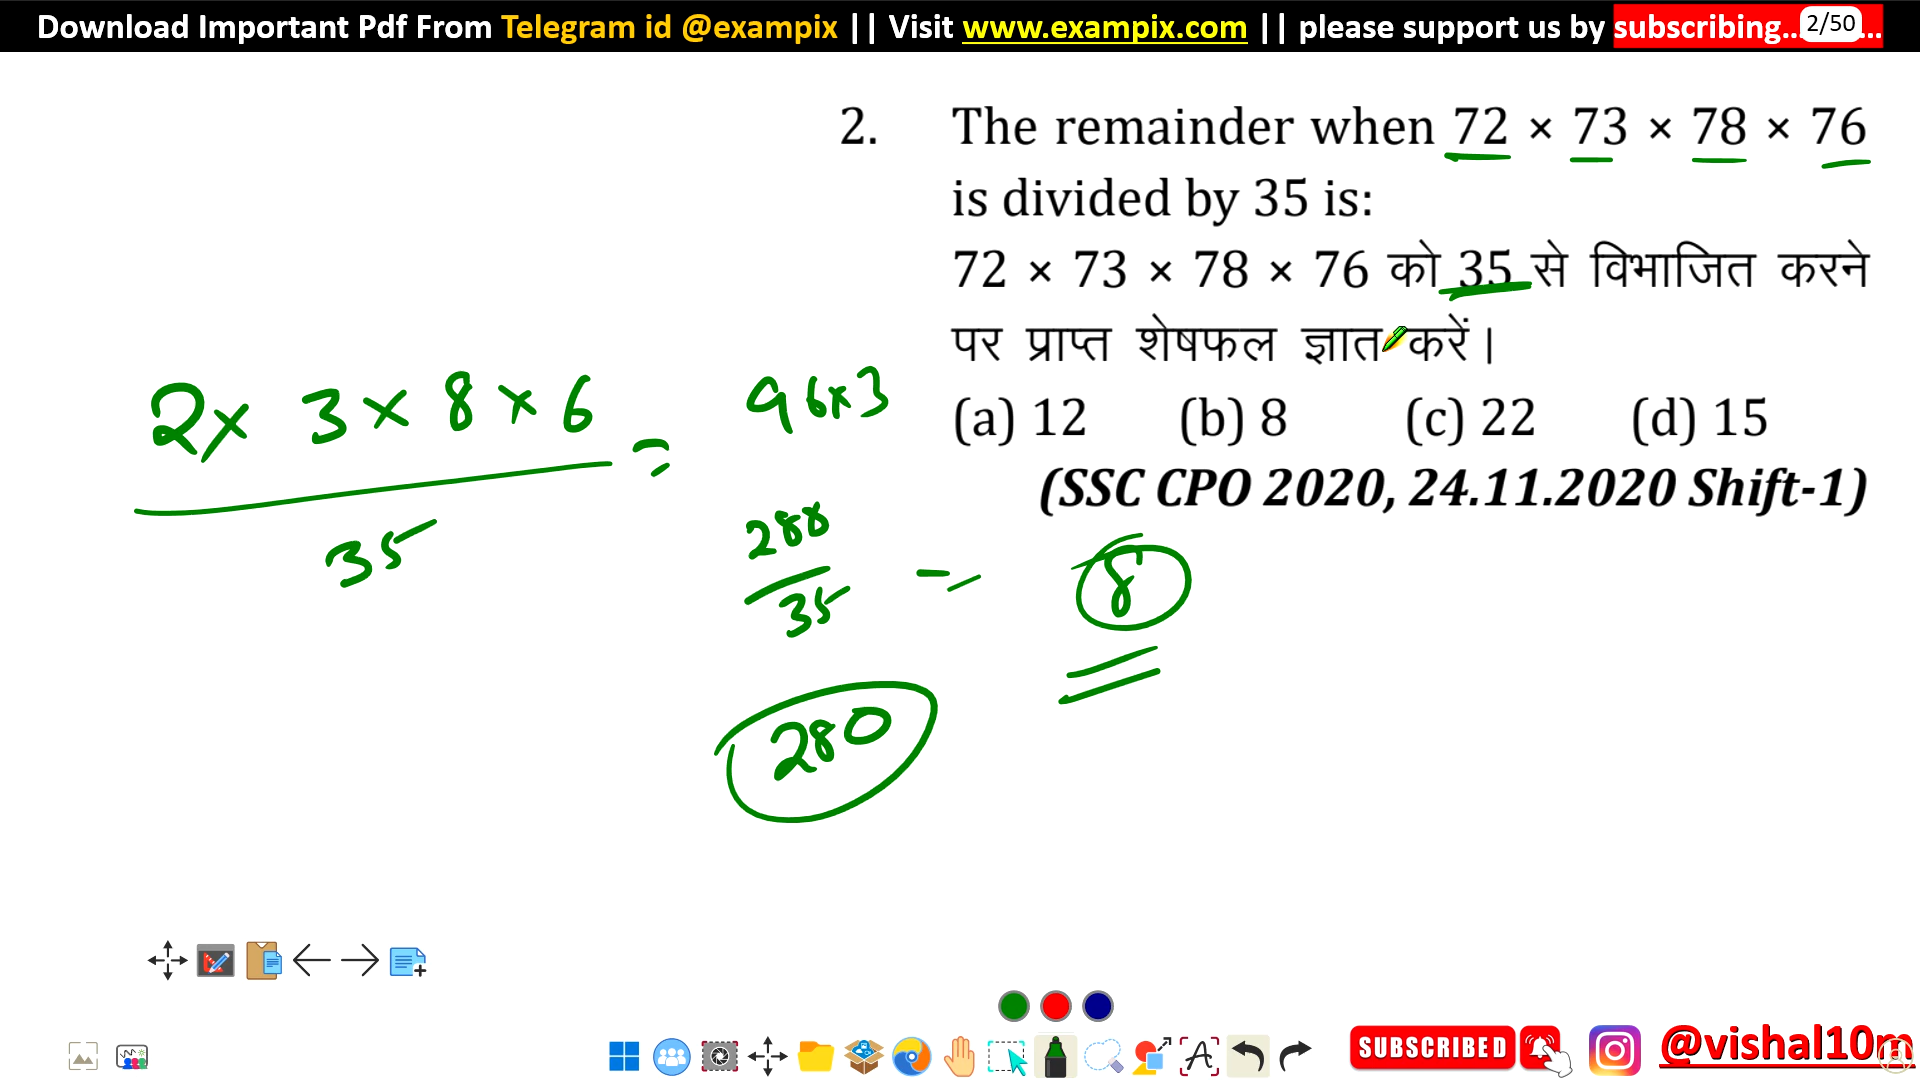 Download Important Pdf From Telegram id @exampix || Visit www.exampix.com || please support us by subscribing..
2/50
2. The remainder when 72 × 73 × 78 × 76
is divided by 35 is:
72 × 73 × 78 × 76 को 35 से विभाजित करने
पर प्राप्त शेषफल ज्ञात करें।
(a) 12 (b) 8 (c) 22 (d) 15
(SSC CPO 2020, 24.11.2020 Shift-1)
2 × 3 × 8 × 6 =
35
96×3
288
35
= 8
280
SUBSCRIBED
@vishal10m